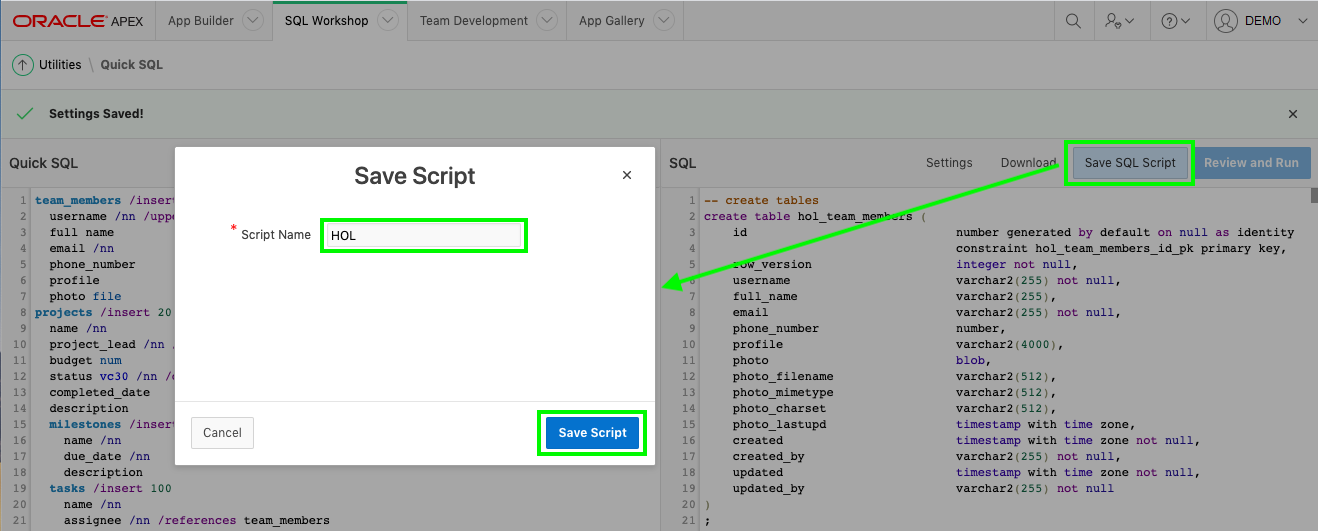 ORACLE APEX App Builder SQL Workshop Team Development App Gallery DEMO
Utilities \ Quick SQL
Settings Saved!
Quick SQL
1 team_members /insert
2 username /nn /uppe
3 full name
4 email /nn
5 phone_number
6 profile
7 photo file
8 projects /insert 20
9 name /nn
10 project_lead /nn
11 budget num
12 status vc30 /nn
13 completed_date
14 description
15 milestones /insert
16 name /nn
17 due_date /nn
18 description
19 tasks /insert 100
20 name /nn
21 assignee /nn /references team_members
Save Script
* Script Name HOL
Cancel Save Script
SQL Settings Download Save SQL Script Review and Run
1 -- create tables
2 create table hol_team_members (
3 id number generated by default on null as identity
4 constraint hol_team_members_id_pk primary key,
5 row_version integer not null,
6 username varchar2(255) not null,
7 full_name varchar2(255),
8 email varchar2(255) not null,
9 phone_number number,
10 profile varchar2(4000),
11 photo blob,
12 photo_filename varchar2(512),
13 photo_mimetype varchar2(512),
14 photo_charset varchar2(512),
15 photo_lastupd timestamp with time zone,
16 created timestamp with time zone not null,
17 created_by varchar2(255) not null,
18 updated timestamp with time zone not null,
19 updated_by varchar2(255) not null
20 )
21 ;